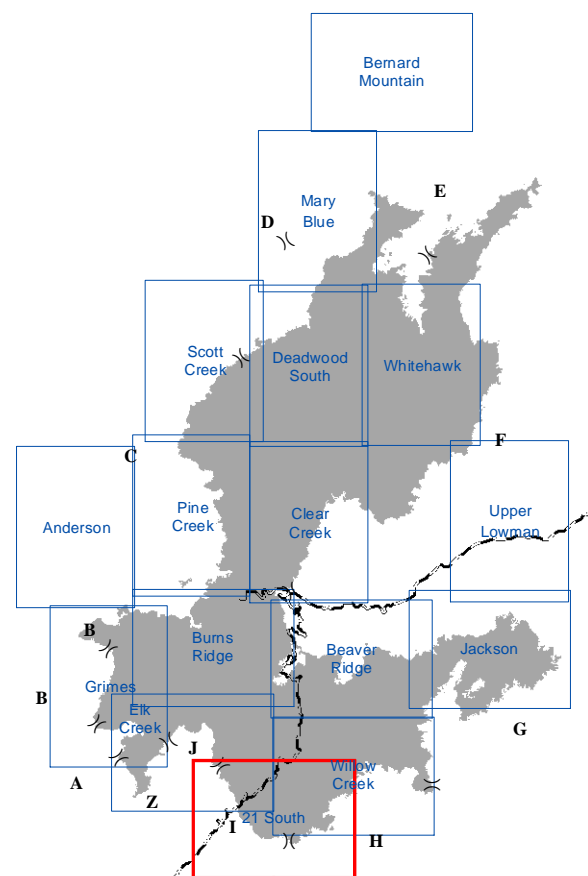 Bernard
Mountain
E
Mary
Blue
D
Scott
Creek
Deadwood
South
Whitehawk
F
C
Pine
Creek
Clear
Creek
Upper
Lowman
Anderson
B
Burns
Ridge
Beaver
Ridge
Jackson
B
Grimes
Elk
Creek
G
J
A
Willow
Creek
Z
I
21 South
H